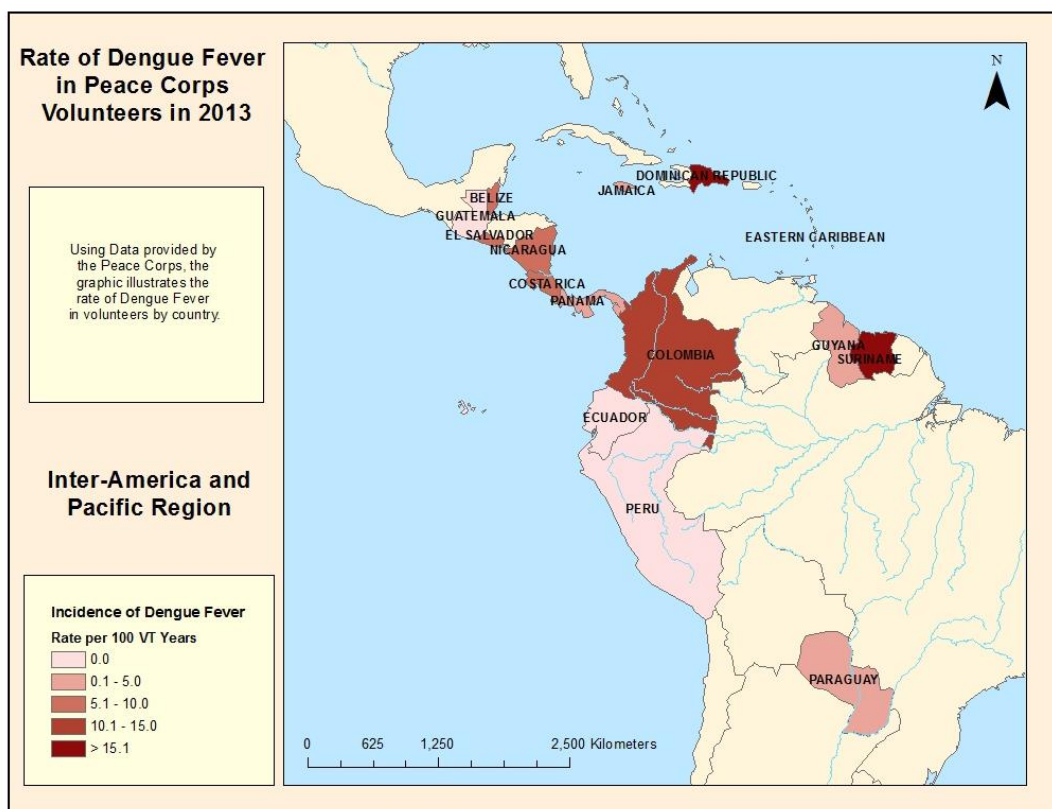 Rate of Dengue Fever
in Peace Corps
Volunteers in 2013
Using Data provided by
the Peace Corps, the
graphic illustrates the
rate of Dengue Fever
in volunteers by country.
Inter-America and
Pacific Region
Incidence of Dengue Fever
Rate per 100 VT Years
0.0
0.1 - 5.0
5.1 - 10.0
10.1 - 15.0
> 15.1
N
DOMINICAN REPUBLIC
JAMAICA
BELIZE
GUATEMALA
EL SALVADOR
NICARAGUA
EASTERN CARIBBEAN
COSTA RICA
PANAMA
COLOMBIA
GUYANA
SURINAME
ECUADOR
PERU
PARAGUAY
0 625 1,250 2,500 Kilometers